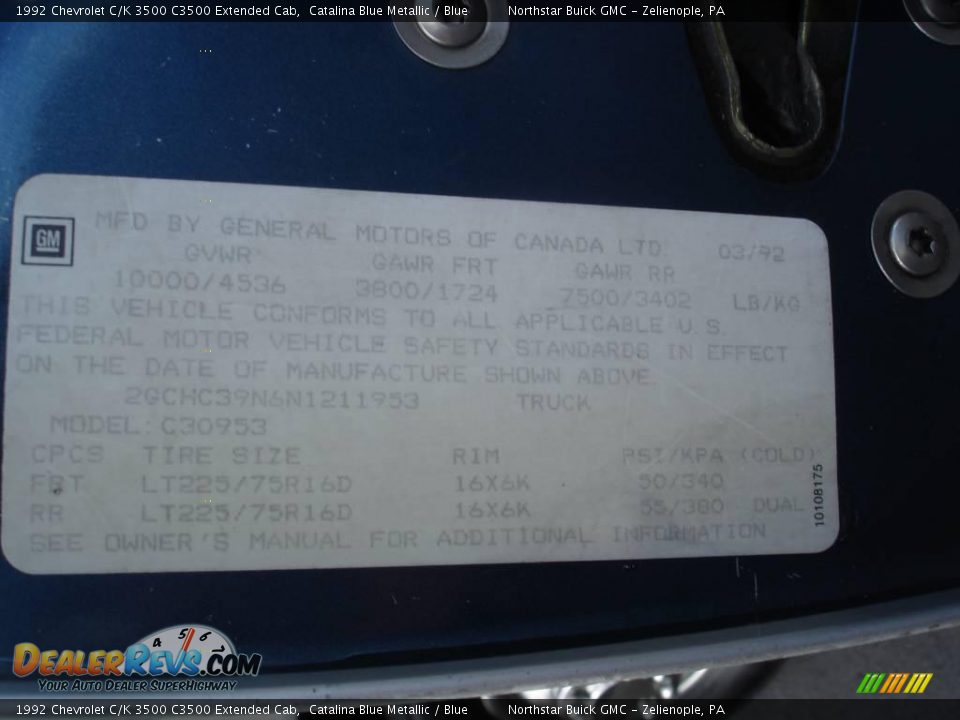 1992 Chevrolet C/K 3500 C3500 Extended Cab, Catalina Blue Metallic / Blue Northstar Buick GMC - Zelienople, PA
GM
MFD BY GENERAL MOTORS OF CANADA LTD. 03/92
GVWR GAWR FRT GAWR RR
10000/4536 3800/1724 7500/3402 LB/KG
THIS VEHICLE CONFORMS TO ALL APPLICABLE U.S.
FEDERAL MOTOR VEHICLE SAFETY STANDARDS IN EFFECT
ON THE DATE OF MANUFACTURE SHOWN ABOVE.
2GCHC39N6N1211953 TRUCK
MODEL: C30953
CPCS TIRE SIZE RIM PSI/KPA (COLD)
FRT LT225/75R16D 16X6K 50/340
RR LT225/75R16D 16X6K 55/380 DUAL
SEE OWNER'S MANUAL FOR ADDITIONAL INFORMATION
10108175
4 5 6
DEALERREVS.COM
YOUR AUTO DEALER SUPERHIGHWAY
1992 Chevrolet C/K 3500 C3500 Extended Cab, Catalina Blue Metallic / Blue Northstar Buick GMC - Zelienople, PA